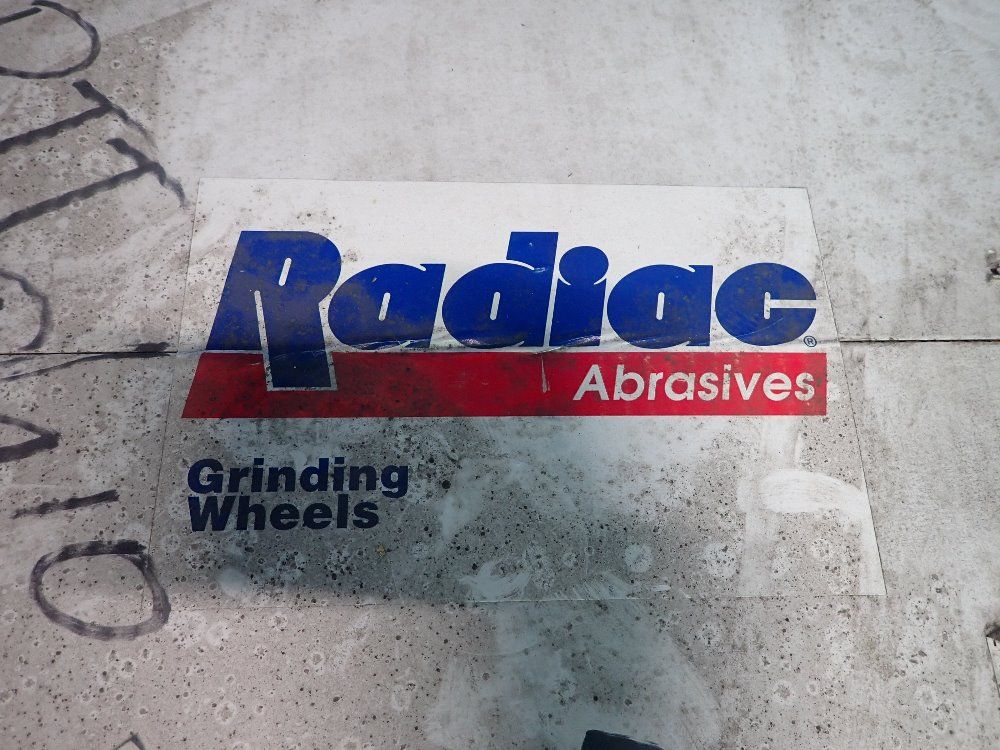 Radiac®
Abrasives
Grinding
Wheels